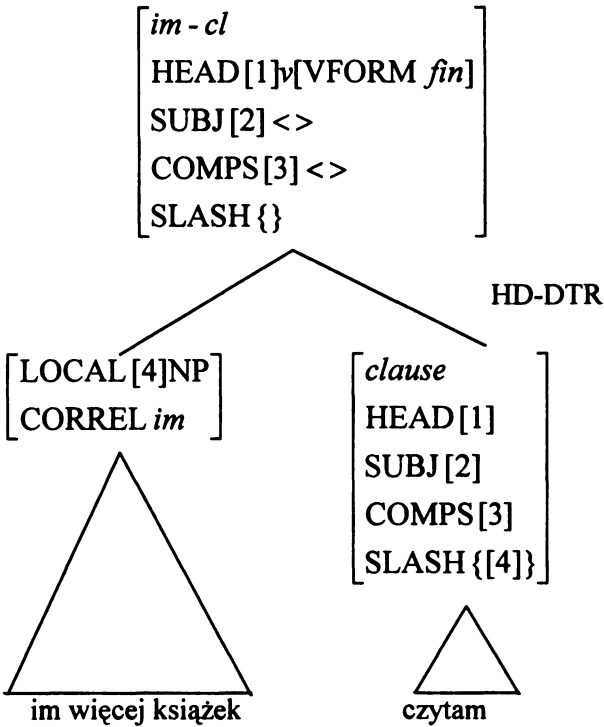 im - cl
HEAD [1]v[VFORM fin]
SUBJ [2] < >
COMPS [3] < >
SLASH { }
HD-DTR
LOCAL [4] NP
CORREL im
clause
HEAD [1]
SUBJ [2]
COMPS [3]
SLASH {[4]}
im więcej książek
czytam